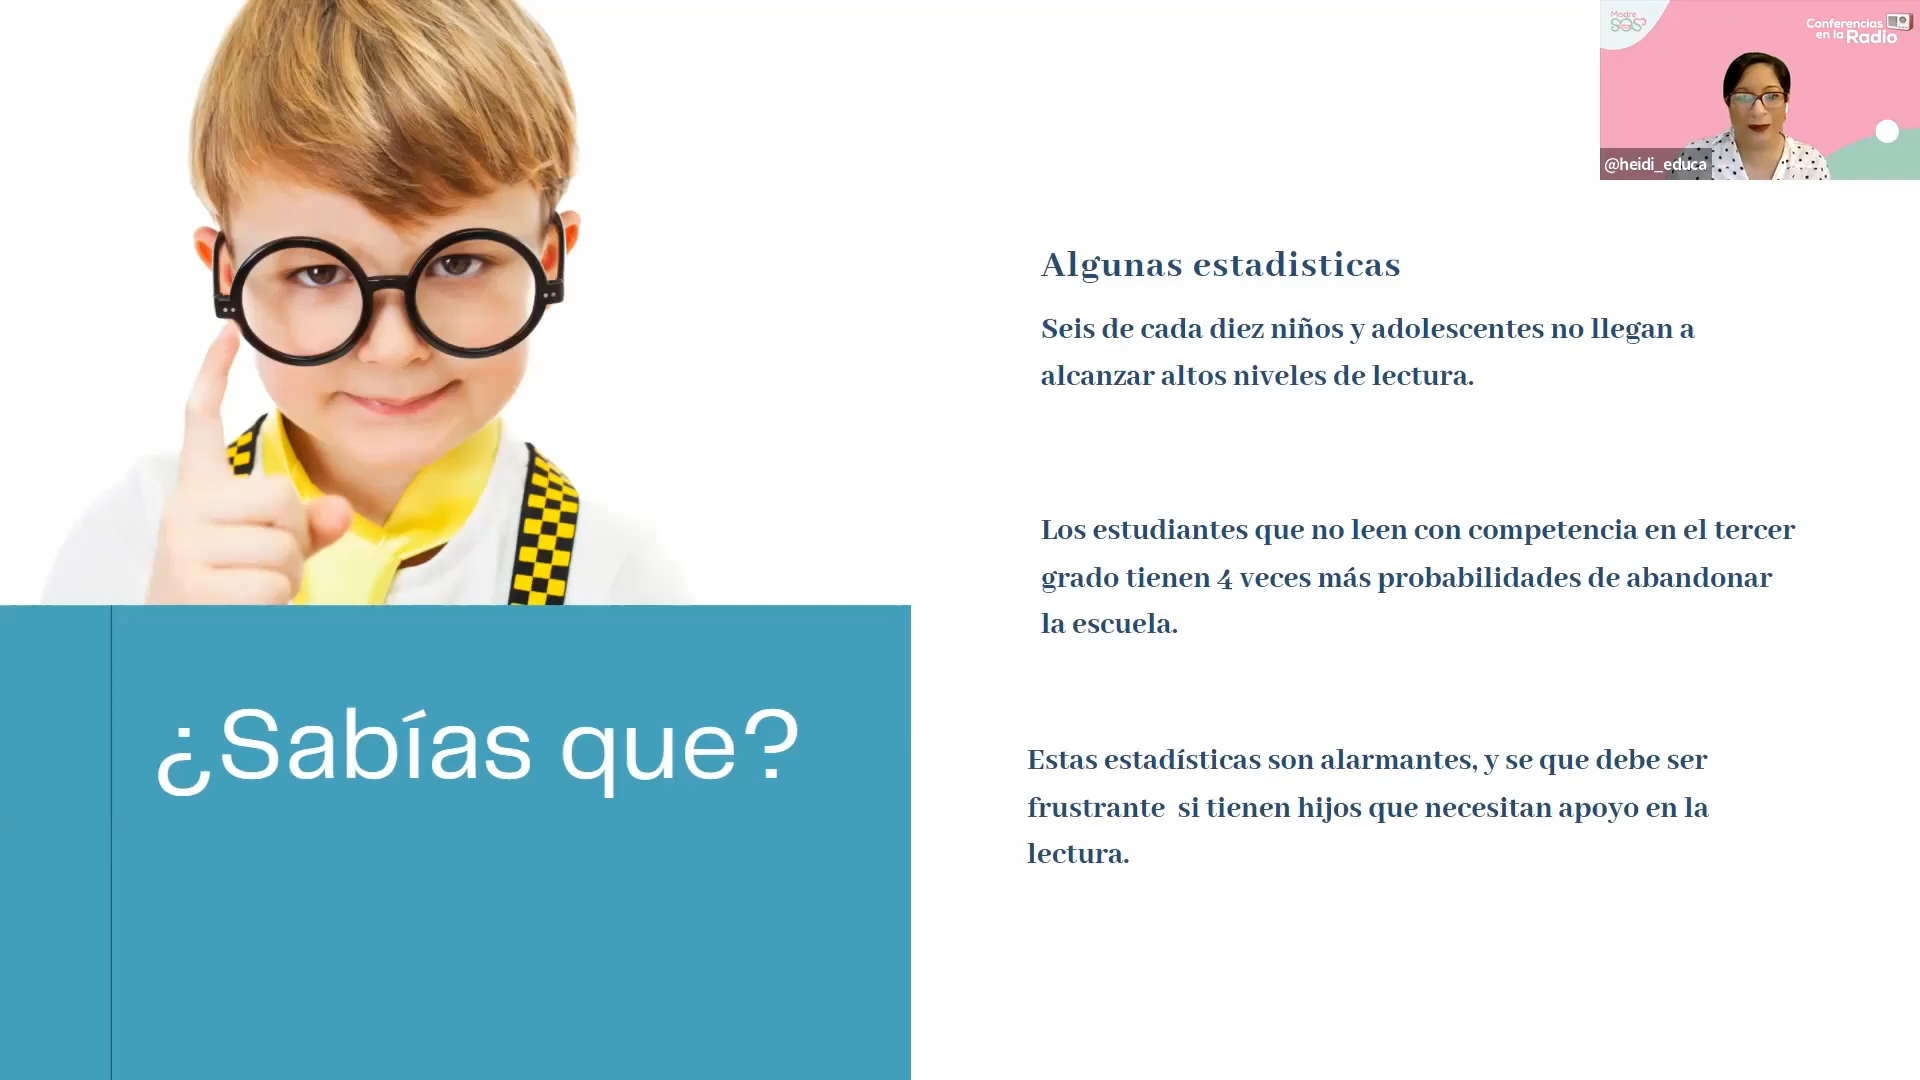 Madre
SOS
Conferencias
en la Radio
@heidi_educa
Algunas estadisticas
Seis de cada diez niños y adolescentes no llegan a
alcanzar altos niveles de lectura.
Los estudiantes que no leen con competencia en el tercer
grado tienen 4 veces más probabilidades de abandonar
la escuela.
¿Sabías que?
Estas estadísticas son alarmantes, y se que debe ser
frustrante  si tienen hijos que necesitan apoyo en la
lectura.